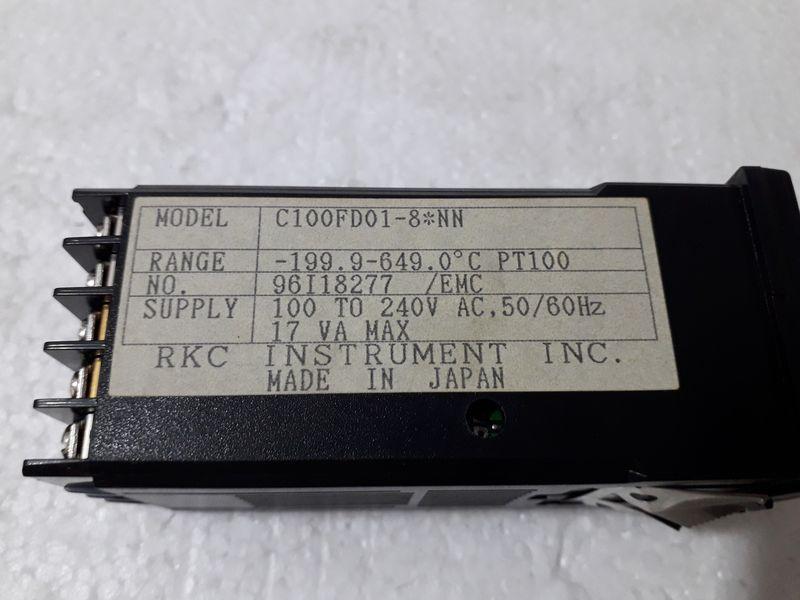 MODEL C100FD01-8*NN
RANGE -199.9-649.0°C PT100
NO. 96I18277 /EMC
SUPPLY 100 TO 240V AC,50/60Hz
17 VA MAX
RKC INSTRUMENT INC.
MADE IN JAPAN